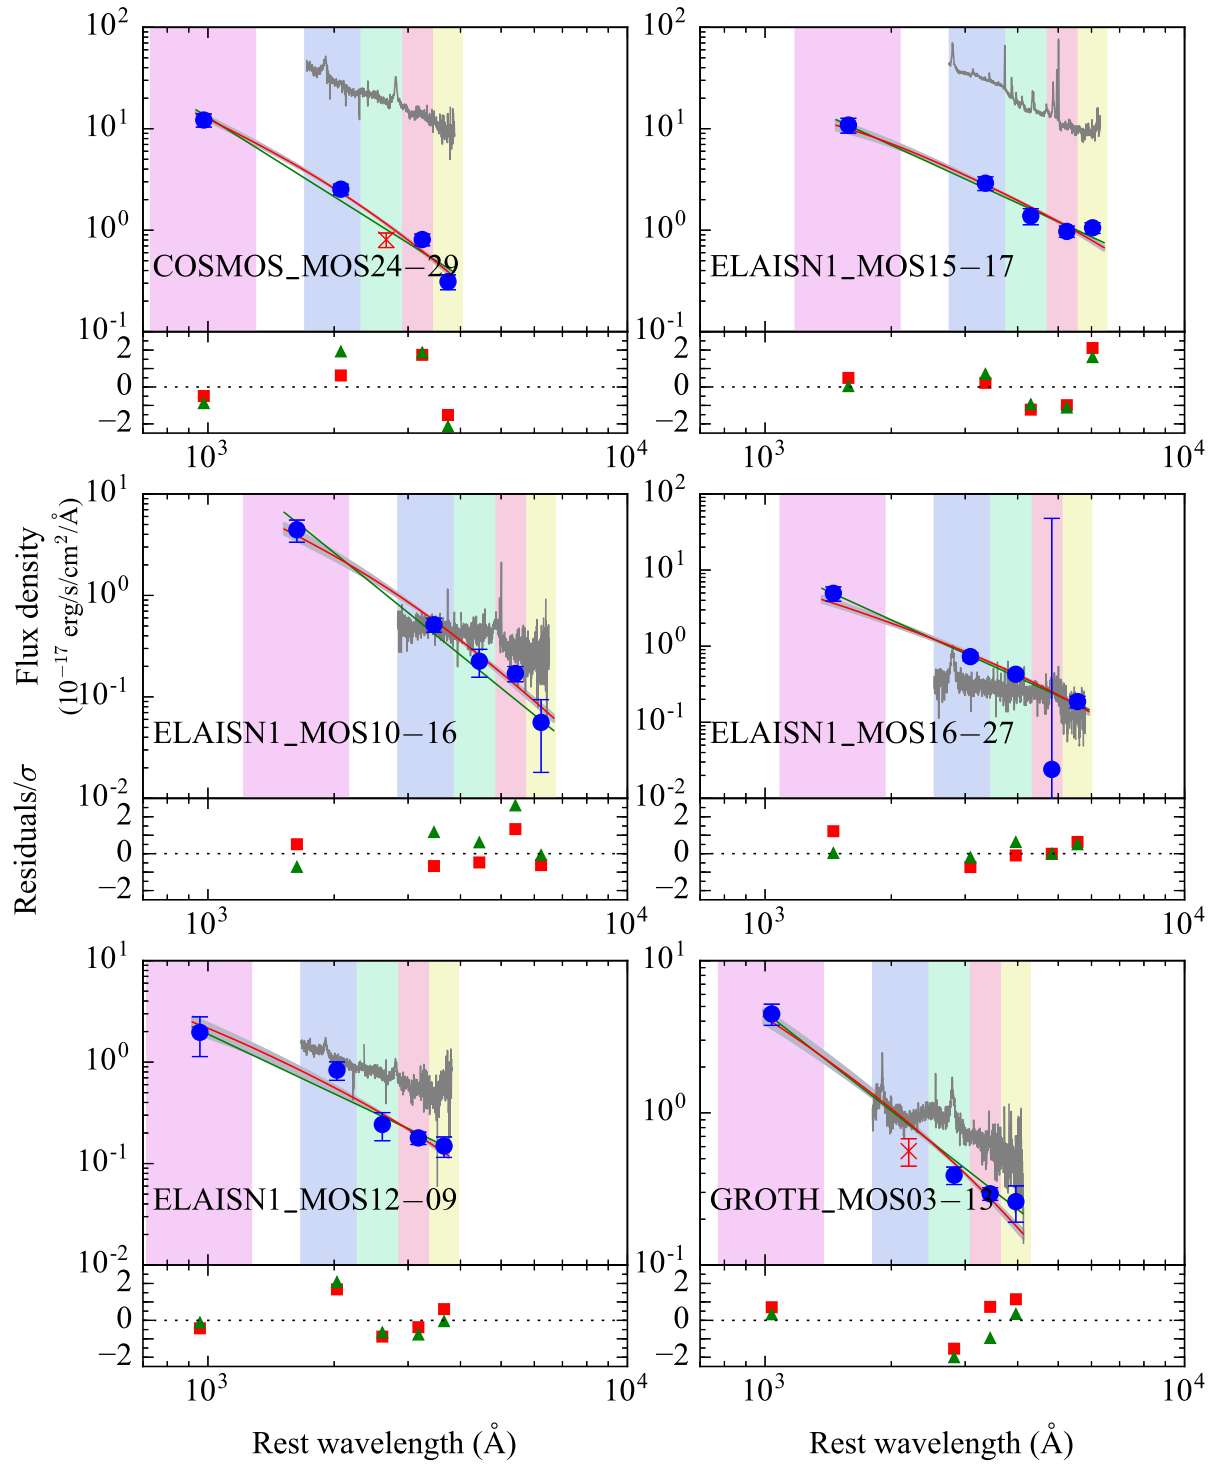 10² 10²
10¹ 10¹
10⁰ 10⁰
COSMOS_MOS24−29 ELAISN1_MOS15−17
10⁻¹ 10⁻¹
2 2
0 0
−2 −2
10³ 10⁴ 10³ 10⁴
10¹ 10²
10⁰ 10¹
10⁰
10⁻¹ 10⁻¹
ELAISN1_MOS10−16 ELAISN1_MOS16−27
10⁻² 10⁻²
2 2
0 0
−2 −2
10³ 10⁴ 10³ 10⁴
Flux density
(10⁻¹⁷ erg/s/cm²/Å)
Residuals/σ
10¹ 10¹
10⁰ 10⁰
10⁻¹
ELAISN1_MOS12−09 GROTH_MOS03−13
10⁻² 10⁻¹
2 2
0 0
−2 −2
10³ 10⁴ 10³ 10⁴
Rest wavelength (Å) Rest wavelength (Å)